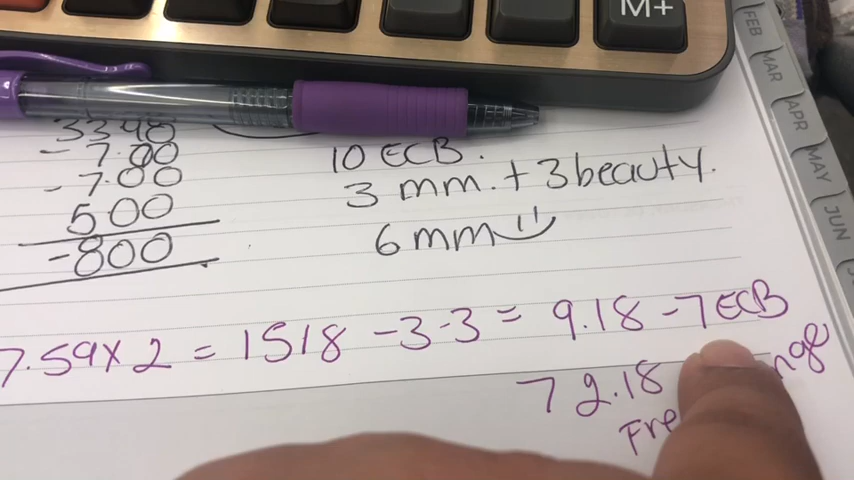 M+
FEB
MAR
APR
MAY
JUN
3348
- 7.00
- 7.00
500
-800
10 ECB.
3 mm. + 3 beauty.
6 mm
7.59 x 2 = 1518 - 3 - 3 = 9.18 - 7 ECB
72.18